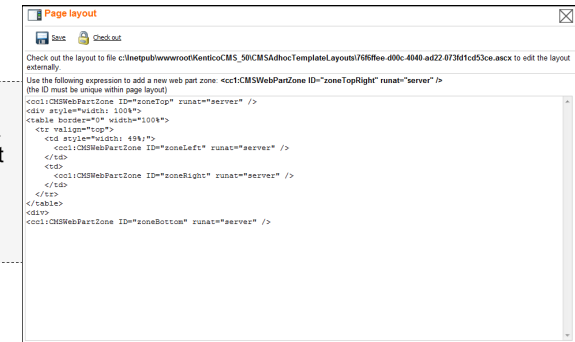 Page layout
Save Check out
Check out the layout to file c:\Inetpub\wwwroot\KenticoCMS_50\CMSAdhocTemplateLayouts\76f6ffee-d00c-4040-ad22-073fd1cd53ce.ascx to edit the layout
externally.
Use the following expression to add a new web part zone: <cc1:CMSWebPartZone ID="zoneTopRight" runat="server" />
(the ID must be unique within page layout)
<cc1:CMSWebPartZone ID="zoneTop" runat="server" />
<div style="width: 100%">
<table border="0" width="100%">
  <tr valign="top">
    <td style="width: 49%;">
      <cc1:CMSWebPartZone ID="zoneLeft" runat="server" />
    </td>
    <td>
      <cc1:CMSWebPartZone ID="zoneRight" runat="server" />
    </td>
  </tr>
</table>
<div>
<cc1:CMSWebPartZone ID="zoneBottom" runat="server" />